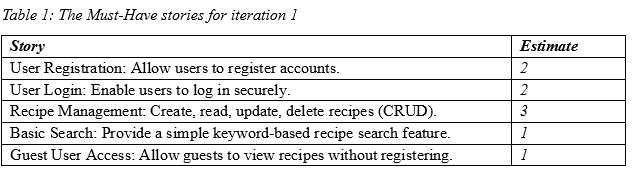 Table 1: The Must-Have stories for iteration 1
Story Estimate
User Registration: Allow users to register accounts. 2
User Login: Enable users to log in securely. 2
Recipe Management: Create, read, update, delete recipes (CRUD). 3
Basic Search: Provide a simple keyword-based recipe search feature. 1
Guest User Access: Allow guests to view recipes without registering. 1